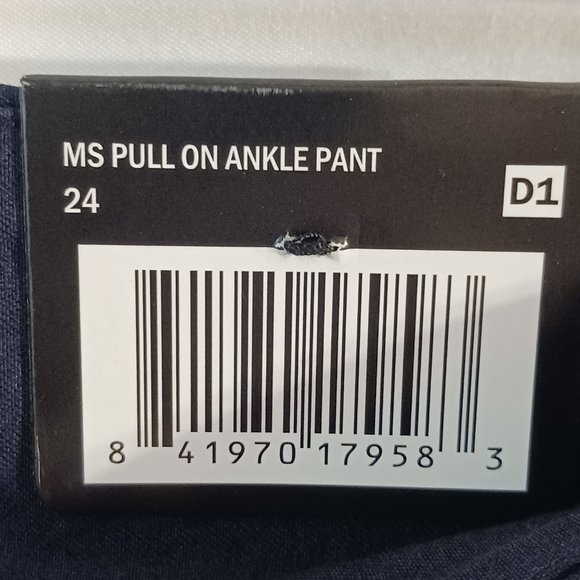 MS PULL ON ANKLE PANT
24
D1
8 41970 17958 3